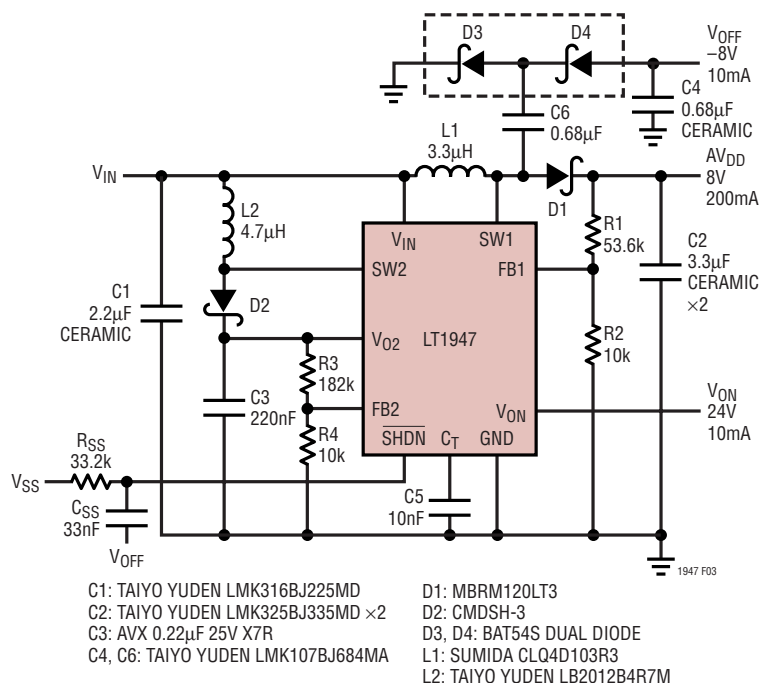 D3
D4
VOFF
–8V
10mA
C4
0.68µF
CERAMIC
C6
0.68µF
L1
3.3µH
VIN
AVDD
8V
200mA
D1
L2
4.7µH
VIN
SW1
R1
53.6k
SW2
FB1
C2
3.3µF
CERAMIC
×2
C1
2.2µF
CERAMIC
D2
VO2
LT1947
R2
10k
R3
182k
C3
220nF
FB2
VON
VON
24V
10mA
R4
10k
SHDN
CT
GND
RSS
33.2k
VSS
CSS
33nF
C5
10nF
VOFF
1947 F03
C1: TAIYO YUDEN LMK316BJ225MD
C2: TAIYO YUDEN LMK325BJ335MD ×2
C3: AVX 0.22µF 25V X7R
C4, C6: TAIYO YUDEN LMK107BJ684MA
D1: MBRM120LT3
D2: CMDSH-3
D3, D4: BAT54S DUAL DIODE
L1: SUMIDA CLQ4D103R3
L2: TAIYO YUDEN LB2012B4R7M